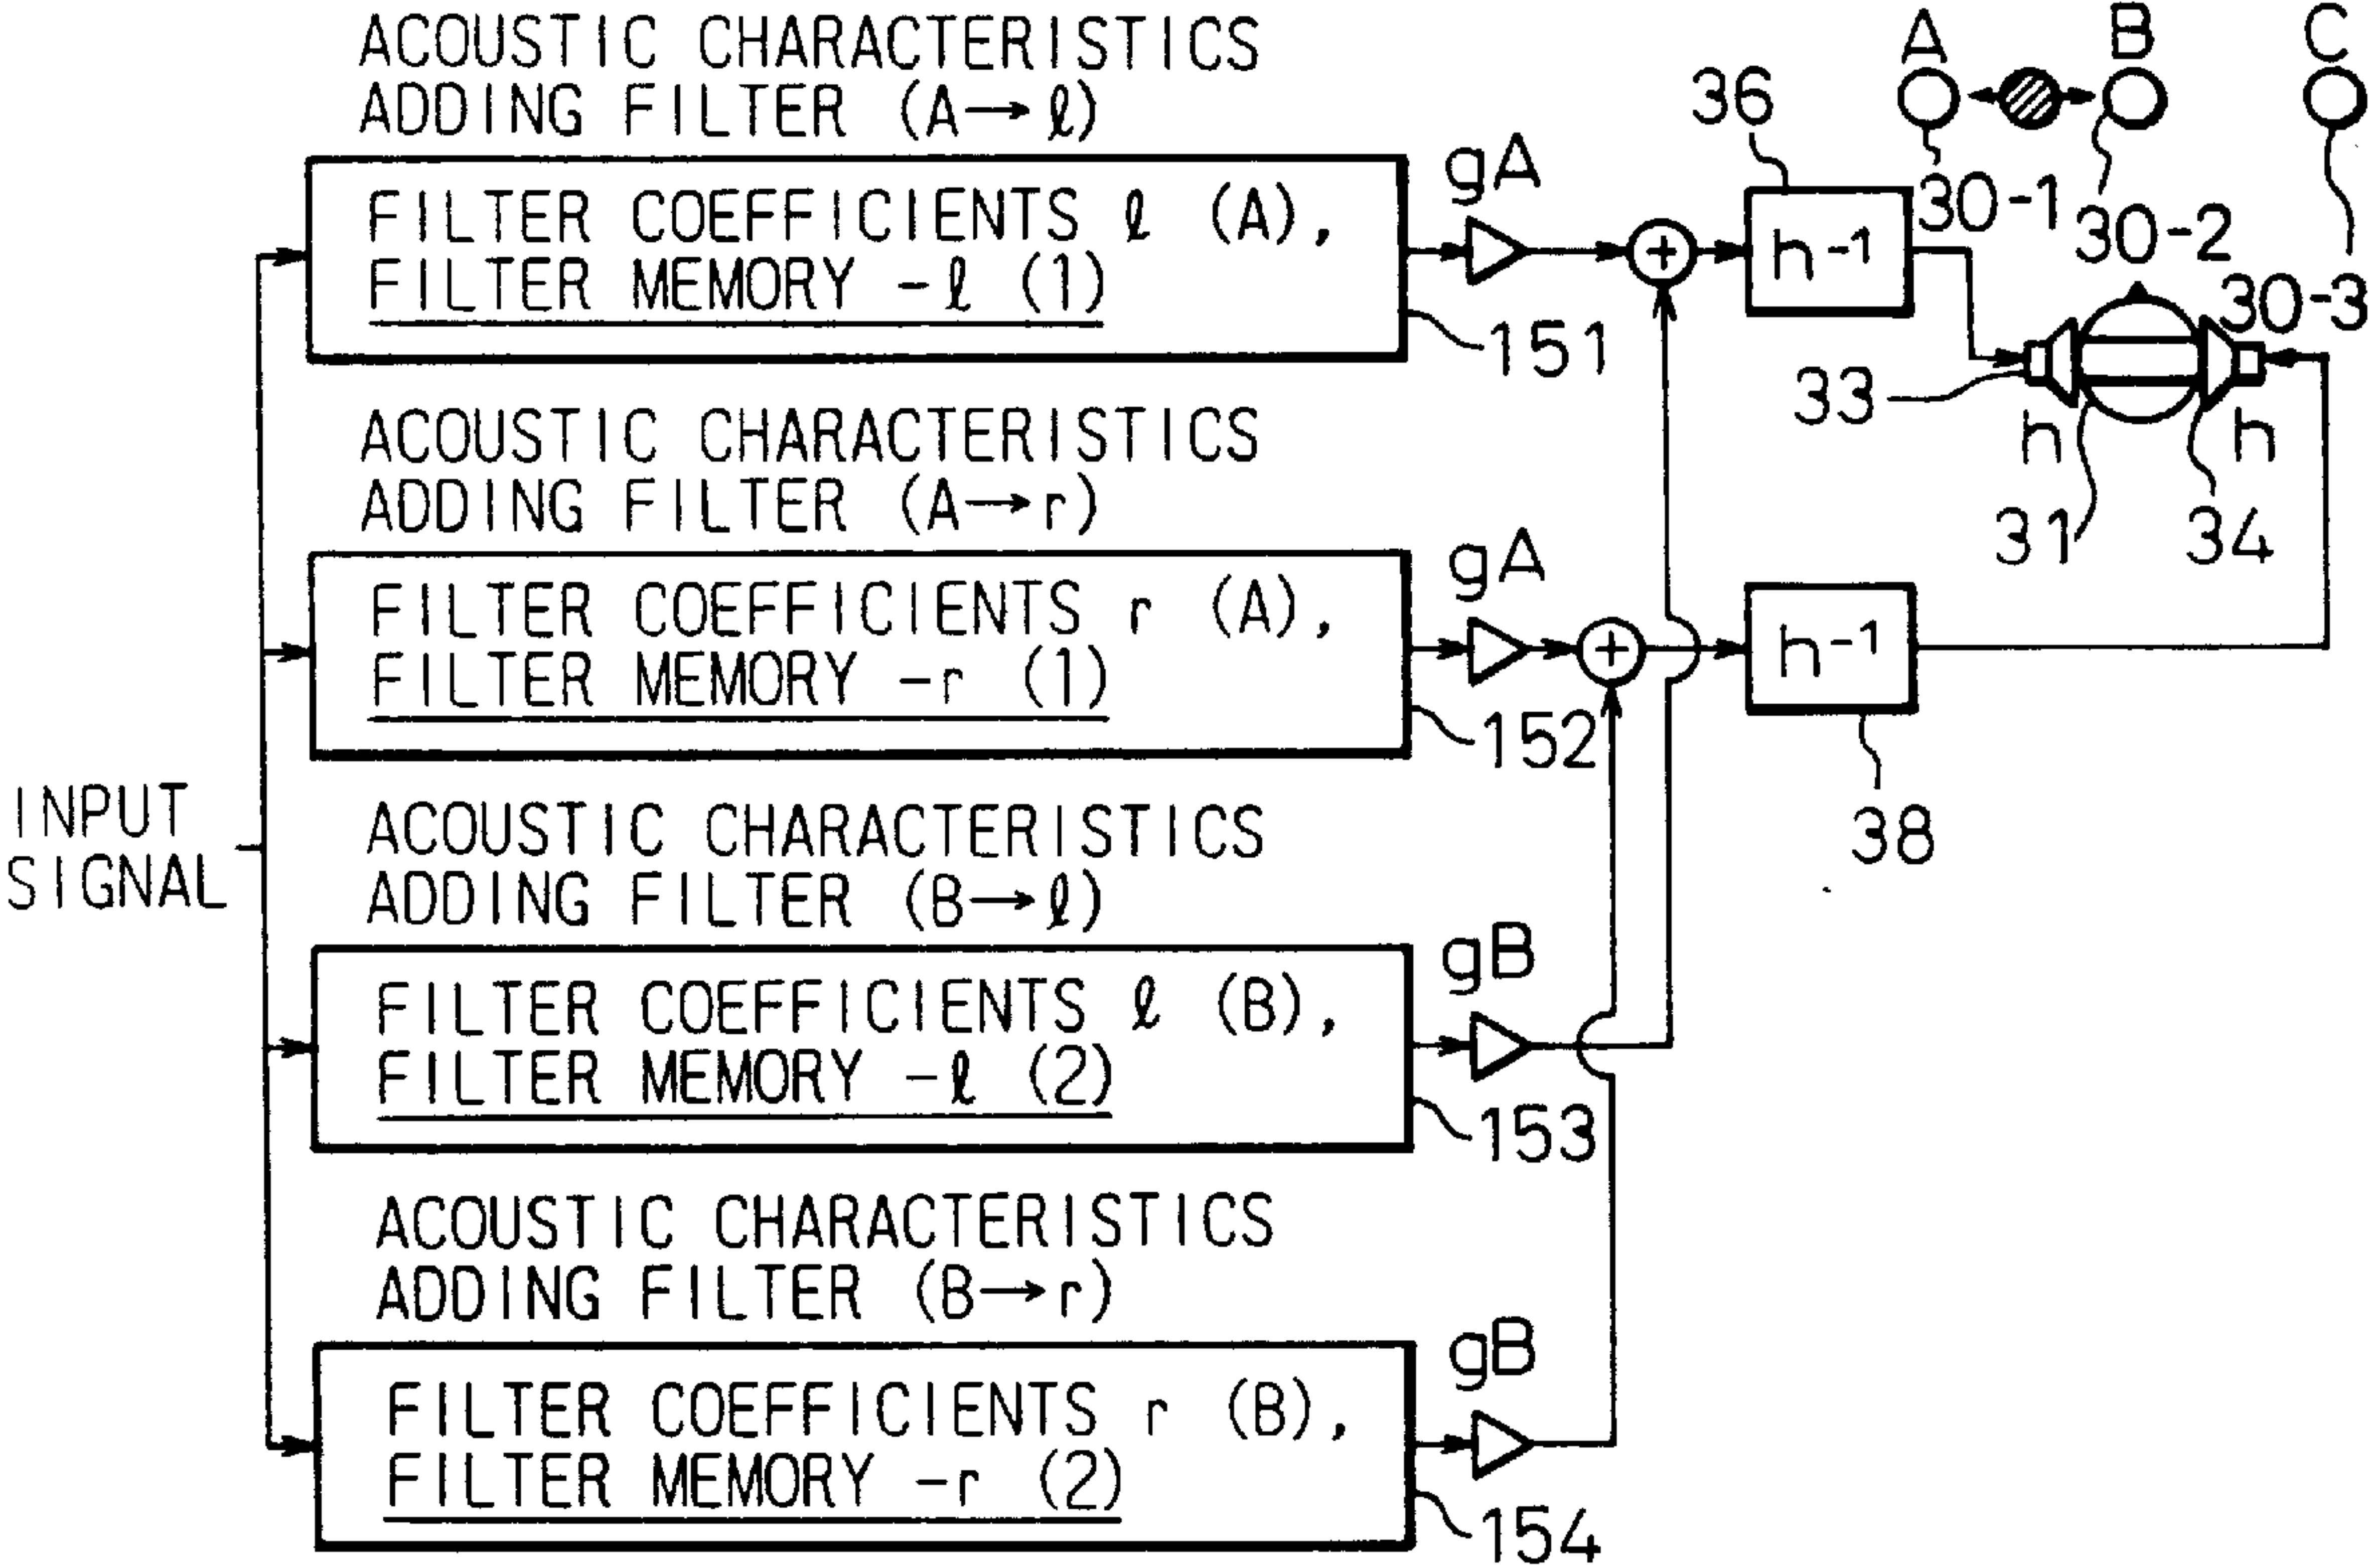 ACOUSTIC CHARACTERISTICS
ADDING FILTER (A→ℓ)
FILTER COEFFICIENTS ℓ (A),
FILTER MEMORY -ℓ (1)
gA
151
36
h-1
A
B
C
30-1
30-2
30-3
33
h
h
31
34
ACOUSTIC CHARACTERISTICS
ADDING FILTER (A→r)
FILTER COEFFICIENTS r (A),
FILTER MEMORY -r (1)
gA
152
h-1
38
INPUT
SIGNAL
ACOUSTIC CHARACTERISTICS
ADDING FILTER (B→ℓ)
FILTER COEFFICIENTS ℓ (B),
FILTER MEMORY -ℓ (2)
gB
153
ACOUSTIC CHARACTERISTICS
ADDING FILTER (B→r)
FILTER COEFFICIENTS r (B),
FILTER MEMORY -r (2)
gB
154